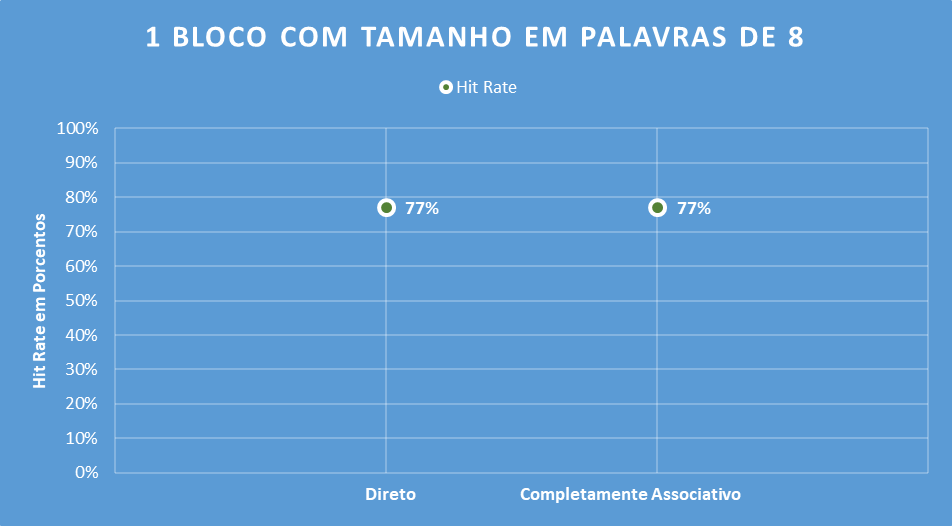 1 BLOCO COM TAMANHO EM PALAVRAS DE 8
Hit Rate
Hit Rate em Porcentos
100%
90%
80%
70%
60%
50%
40%
30%
20%
10%
0%
77%
77%
Direto
Completamente Associativo